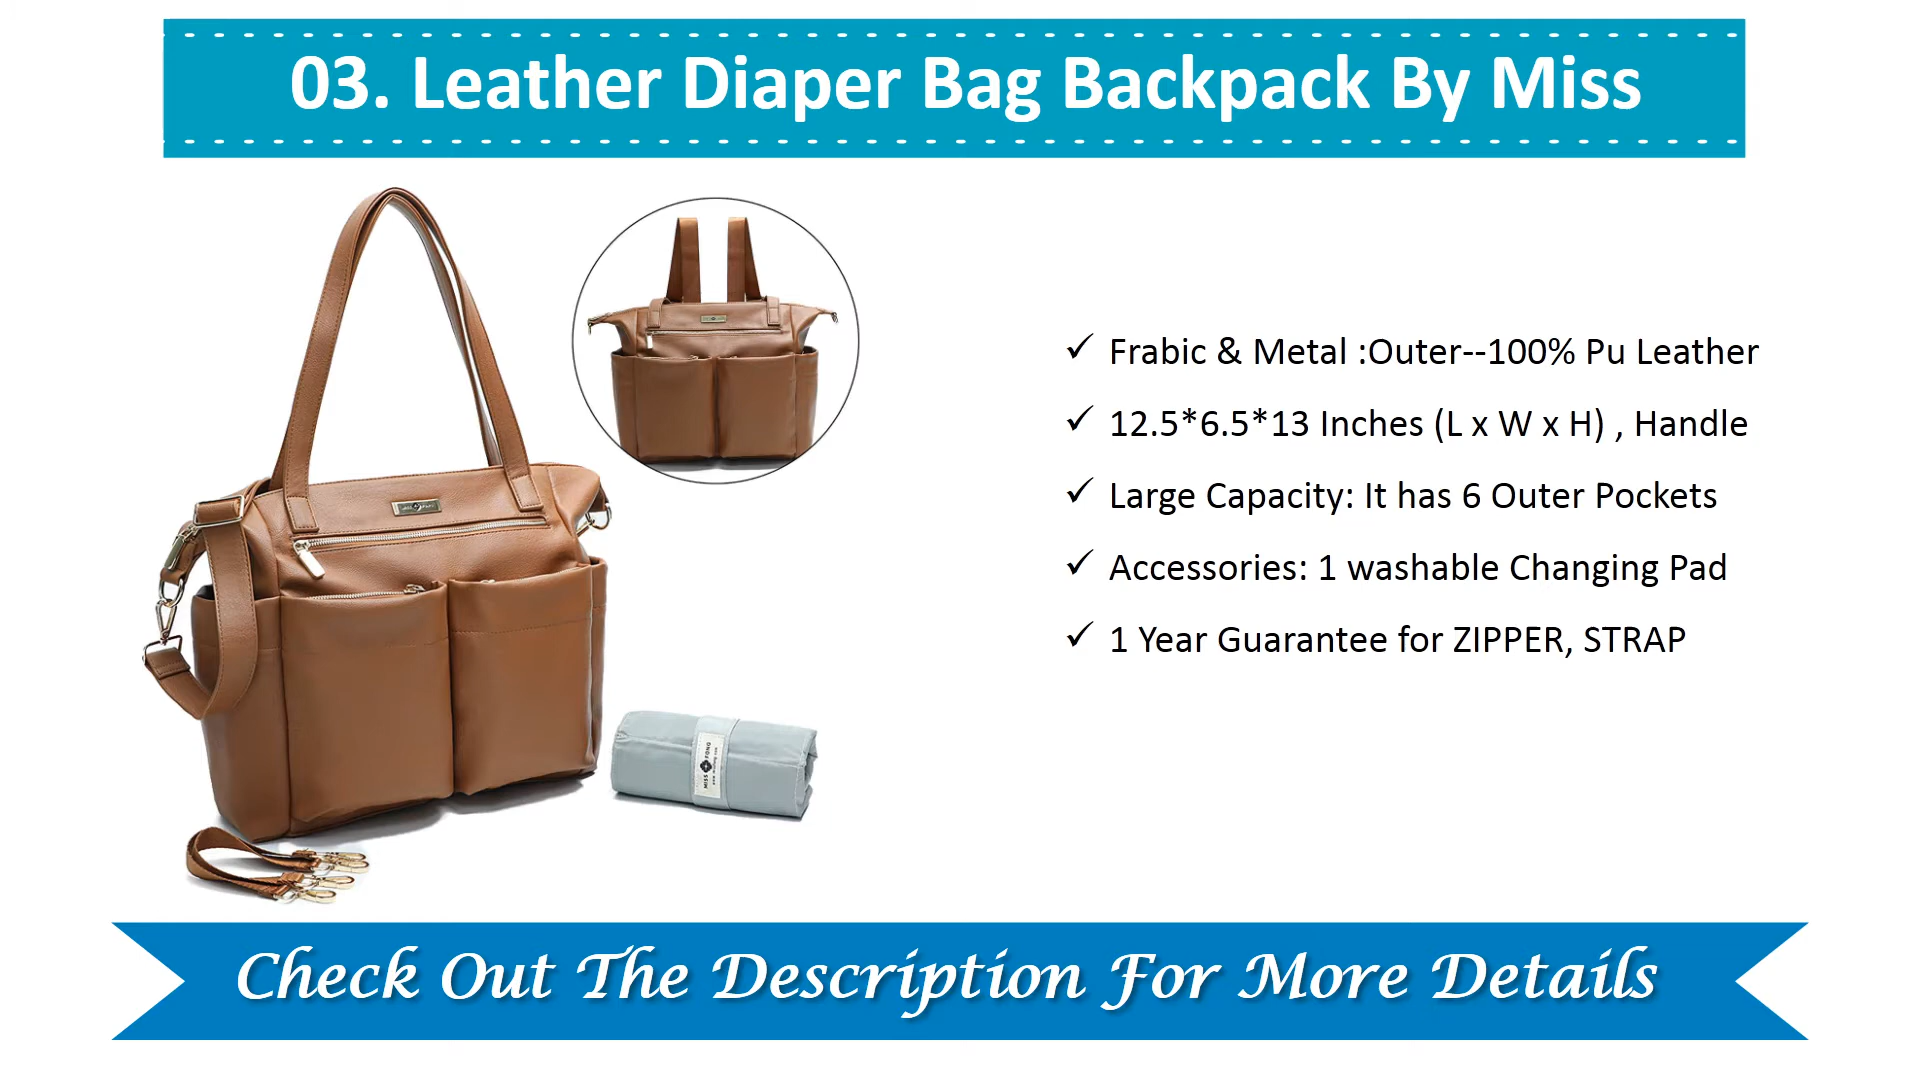 03. Leather Diaper Bag Backpack By Miss
Frabic & Metal :Outer--100% Pu Leather
12.5*6.5*13 Inches (L x W x H) , Handle
Large Capacity: It has 6 Outer Pockets
Accessories: 1 washable Changing Pad
1 Year Guarantee for ZIPPER, STRAP
MISS FONG
Check Out The Description For More Details